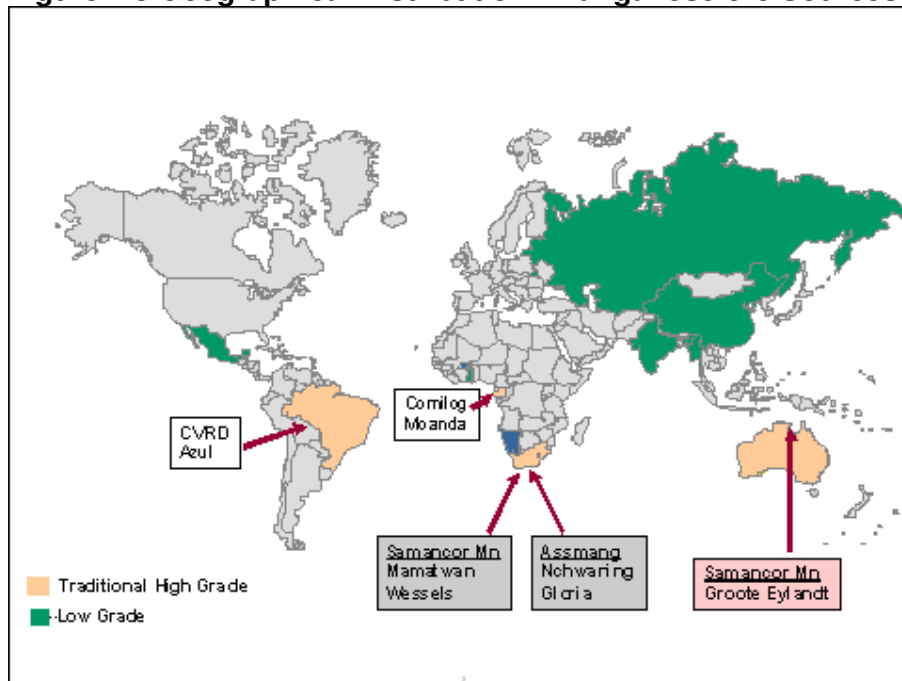 CVRD
Azul
Comilog
Moanda
Samancor Mn
Mamatwan
Wessels
Assmang
Nchwaning
Gloria
Samancor Mn
Groote Eylandt
Traditional High Grade
Low Grade